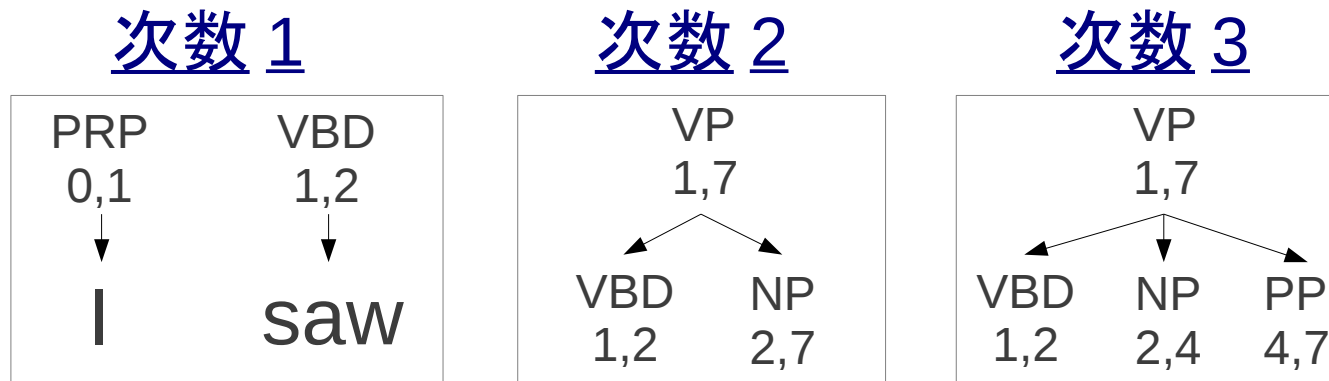 次数 1
PRP VBD
0,1 1,2
I saw
次数 2
VP
1,7
VBD NP
1,2 2,7
次数 3
VP
1,7
VBD NP PP
1,2 2,4 4,7